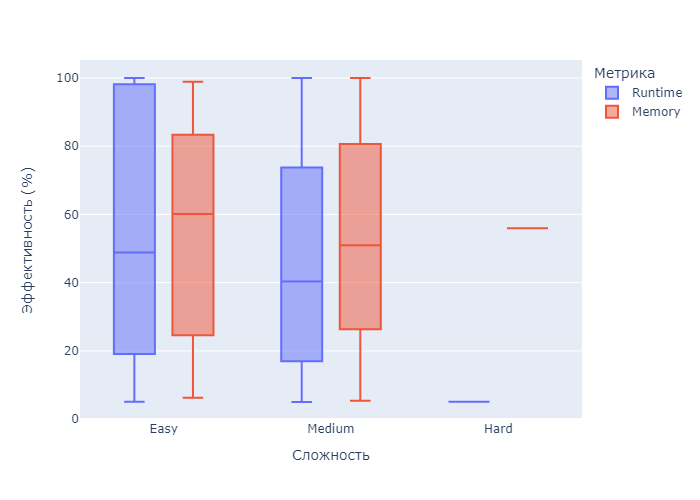 Метрика
Runtime
Memory
100
80
60
40
20
0
Эффективность (%)
Easy
Medium
Hard
Сложность